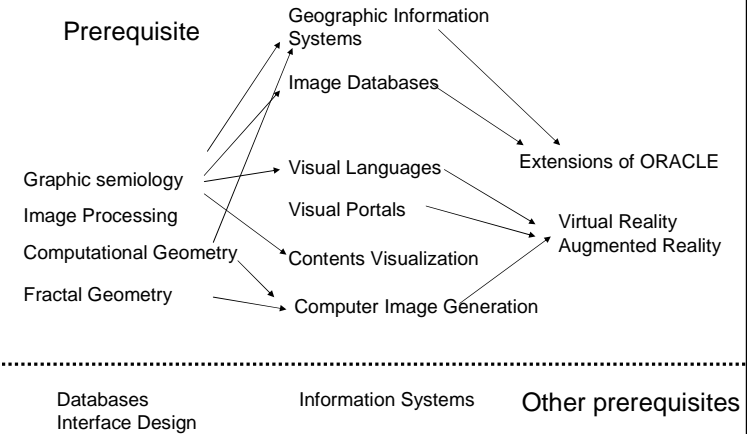 Prerequisite
Geographic Information
Systems
Image Databases
Graphic semiology
Image Processing
Computational Geometry
Fractal Geometry
Visual Languages
Visual Portals
Contents Visualization
Computer Image Generation
Extensions of ORACLE
Virtual Reality
Augmented Reality
Databases
Interface Design
Information Systems
Other prerequisites